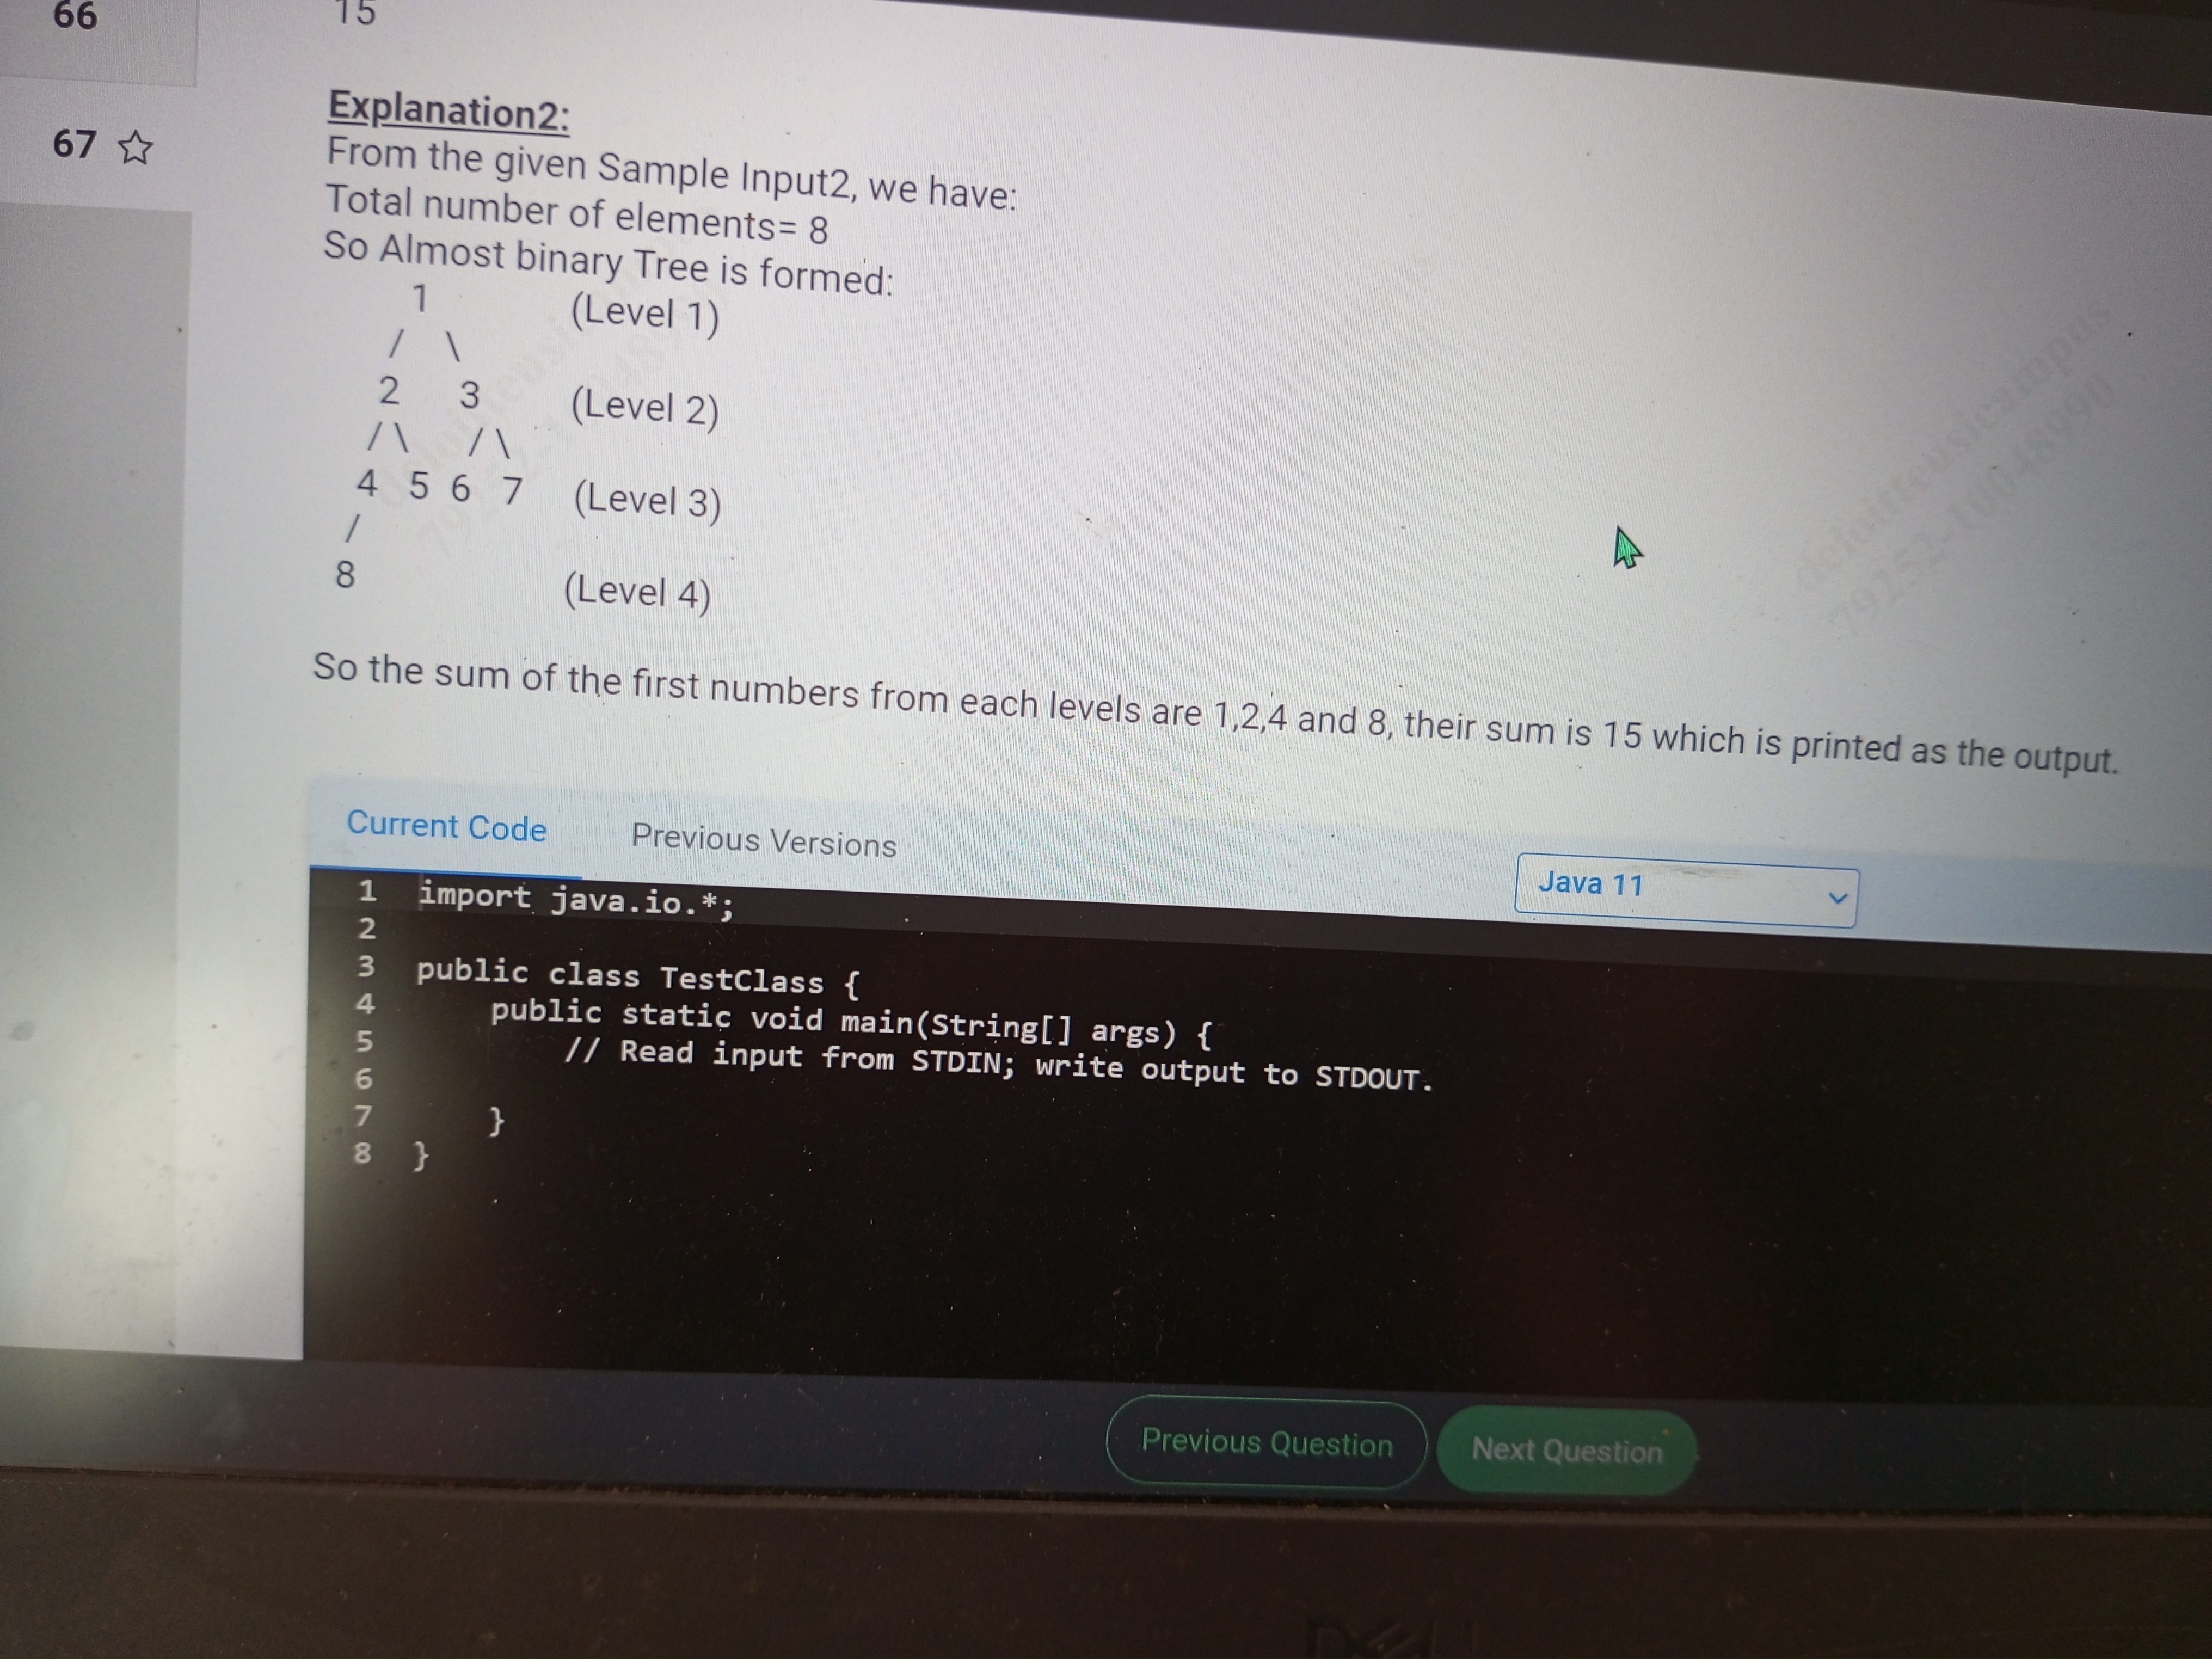 66
15
67
Explanation2:
From the given Sample Input2, we have:
Total number of elements= 8
So Almost binary Tree is formed:
1 (Level 1)
/ \
2 3 (Level 2)
/\ /\
4 5 6 7 (Level 3)
/
8 (Level 4)
So the sum of the first numbers from each levels are 1,2,4 and 8, their sum is 15 which is printed as the output.
deloitteusicampus
79252-10048990
Current Code Previous Versions Java 11
1 import java.io.*;
2
3 public class TestClass {
4 public static void main(String[] args) {
5 // Read input from STDIN; write output to STDOUT.
6
7 }
8 }
Previous Question Next Question
DELL